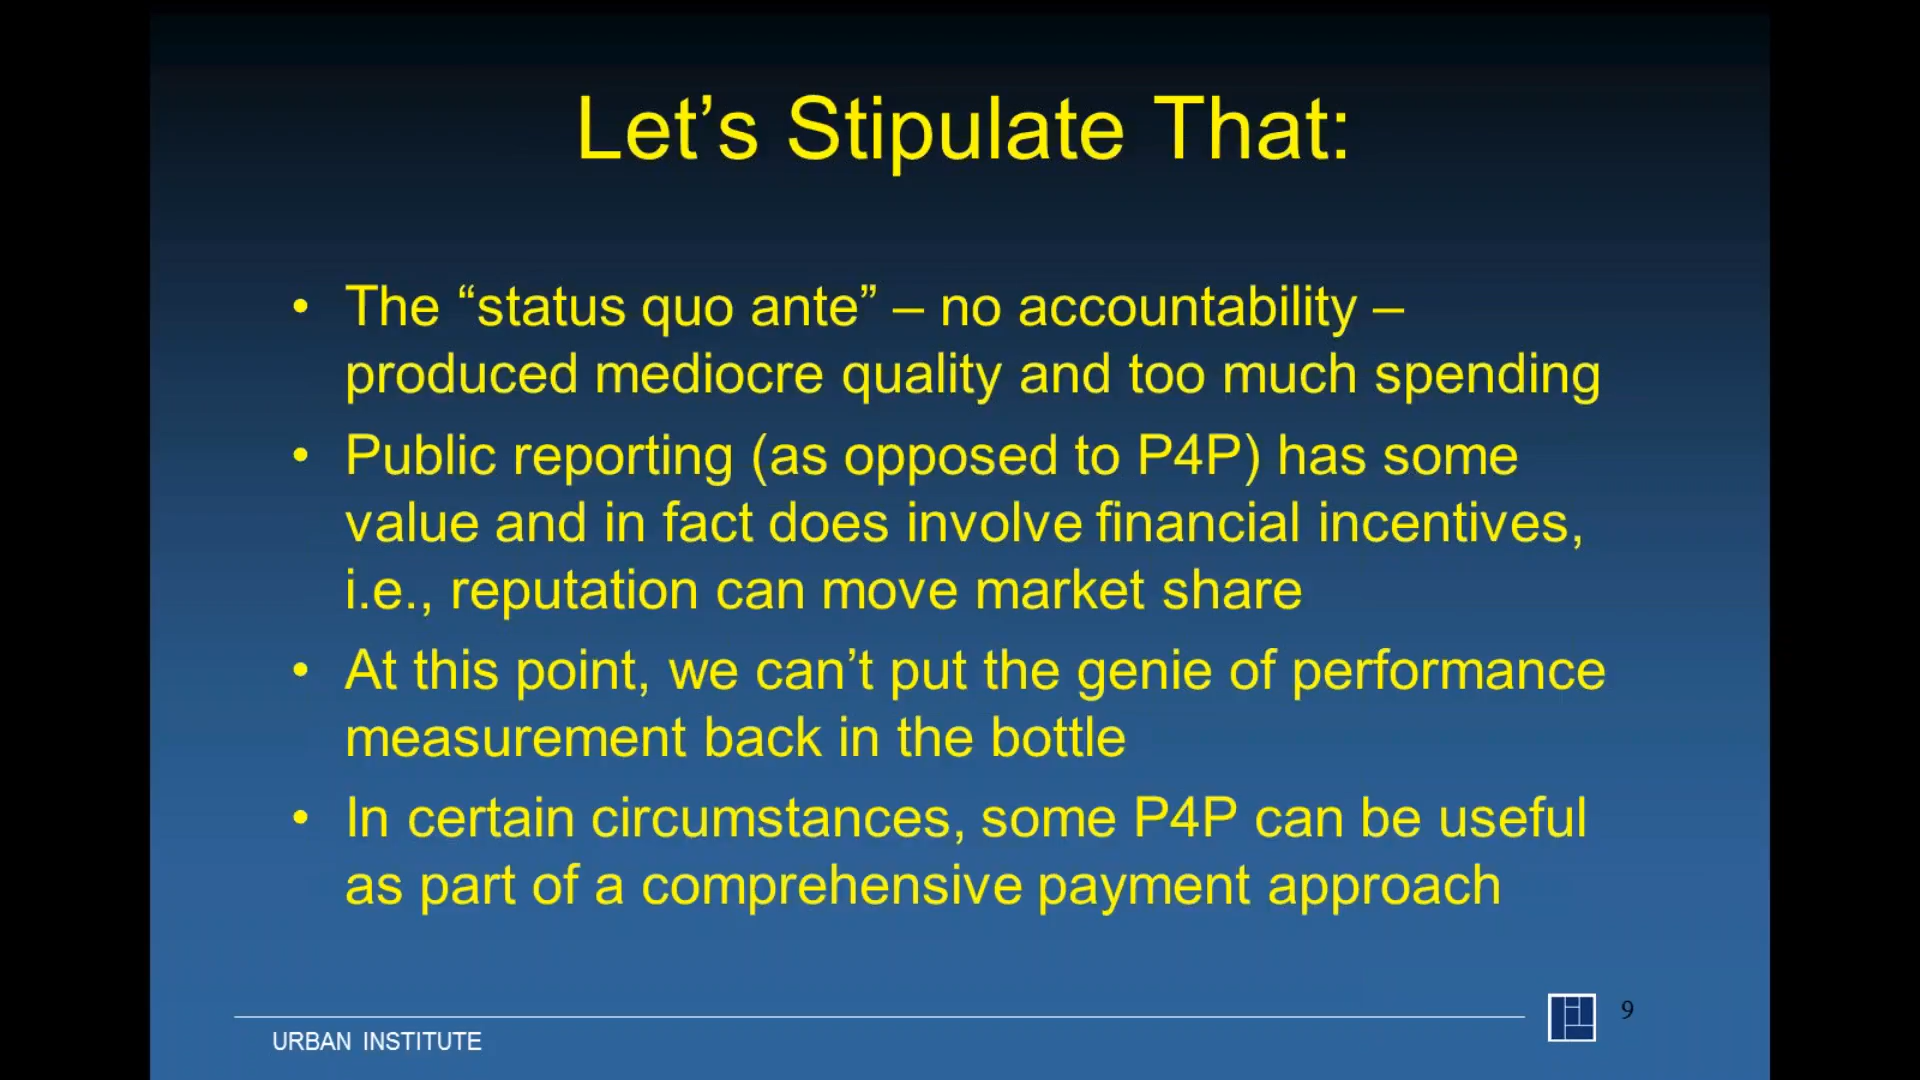 Let’s Stipulate That:
• The “status quo ante” – no accountability –
produced mediocre quality and too much spending
• Public reporting (as opposed to P4P) has some
value and in fact does involve financial incentives,
i.e., reputation can move market share
• At this point, we can’t put the genie of performance
measurement back in the bottle
• In certain circumstances, some P4P can be useful
as part of a comprehensive payment approach
9
URBAN INSTITUTE